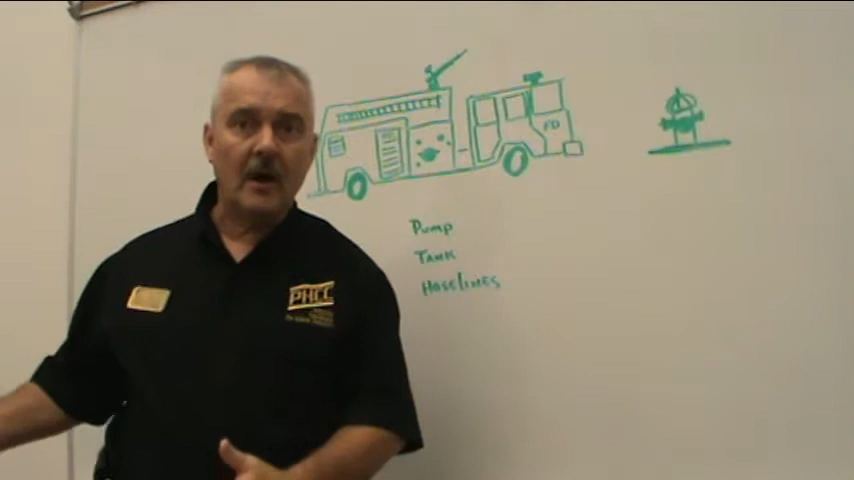 FD
PUMP
TANK
HOSELINES
PHCC